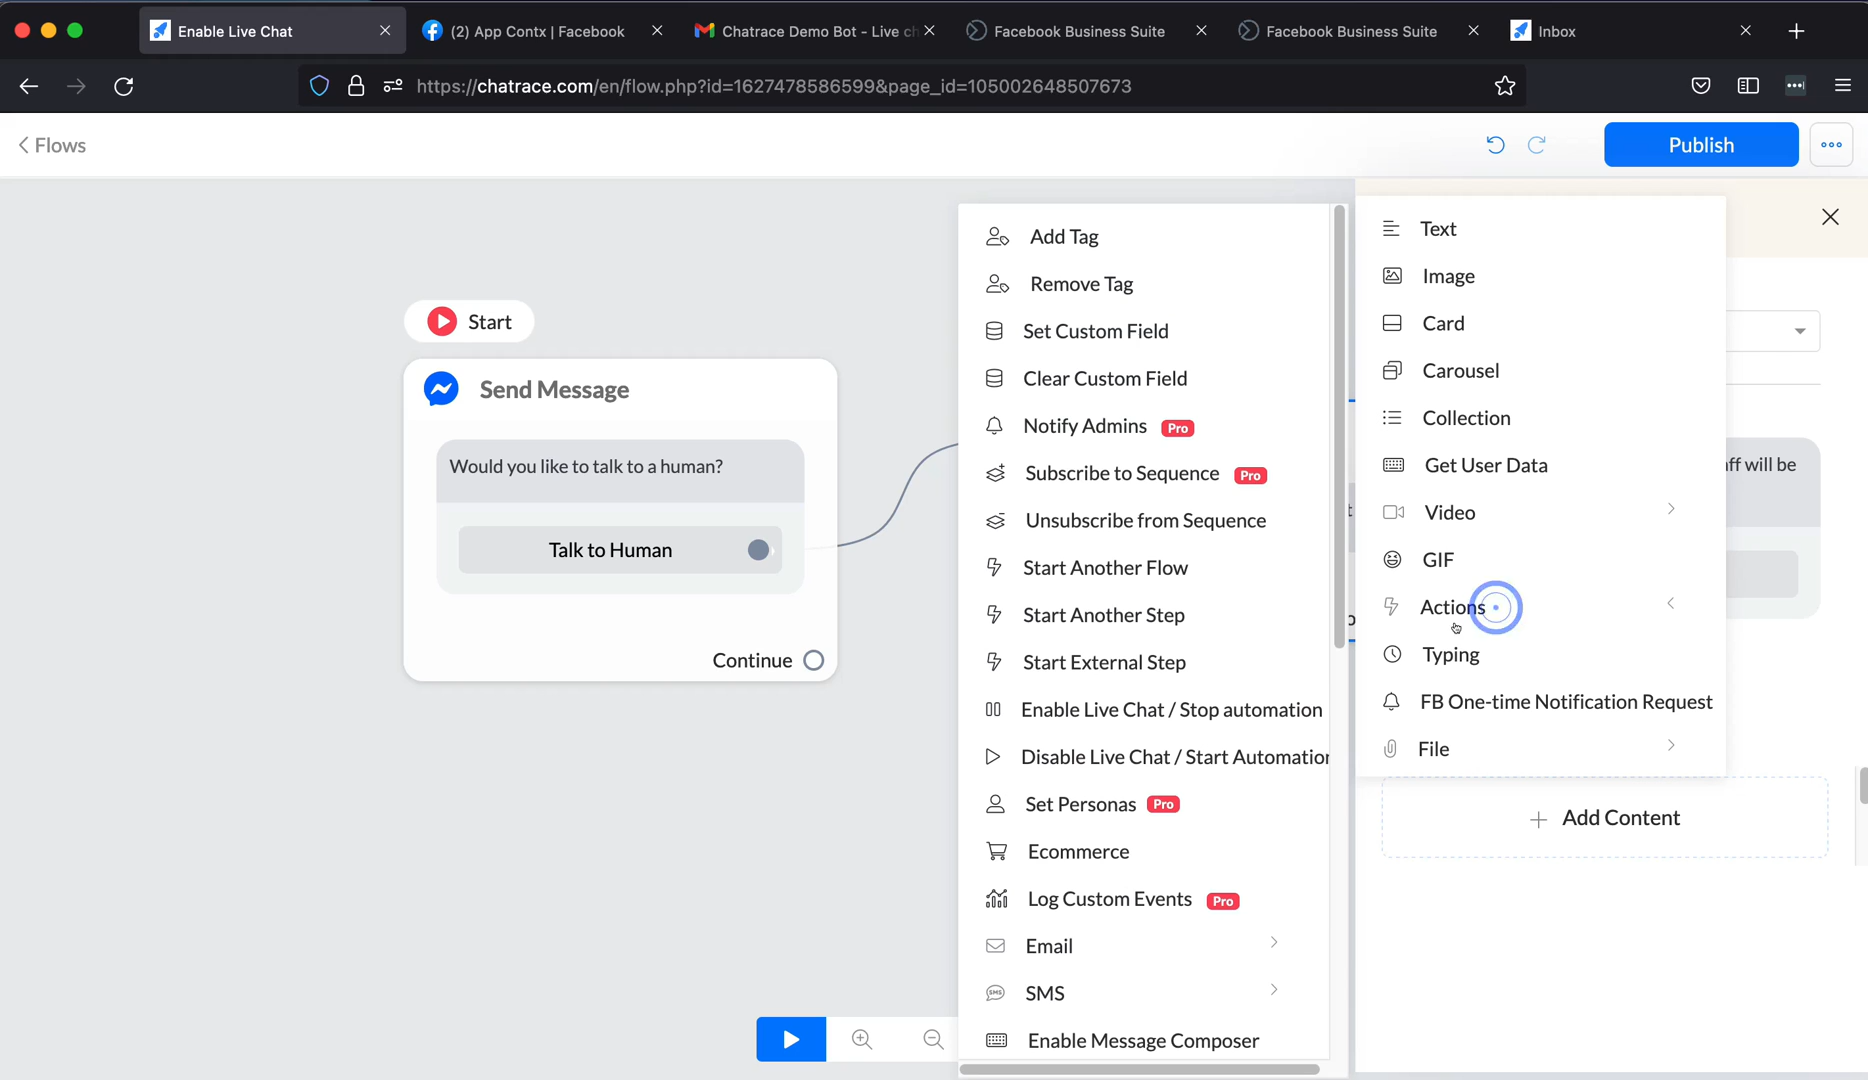 Enable Live Chat
(2) App Contx | Facebook
Chatrace Demo Bot - Live ch
Facebook Business Suite
Facebook Business Suite
Inbox
https://chatrace.com/en/flow.php?id=1627478586599&page_id=105002648507673
Flows
Publish
Start
Send Message
Would you like to talk to a human?
Talk to Human
Continue
Add Tag
Remove Tag
Set Custom Field
Clear Custom Field
Notify Admins Pro
Subscribe to Sequence Pro
Unsubscribe from Sequence
Start Another Flow
Start Another Step
Start External Step
Enable Live Chat / Stop automation
Disable Live Chat / Start Automation
Set Personas Pro
Ecommerce
Log Custom Events Pro
Email
SMS
Enable Message Composer
Text
Image
Card
Carousel
Collection
Get User Data
Video
GIF
Actions
Typing
FB One-time Notification Request
File
ff will be
Add Content